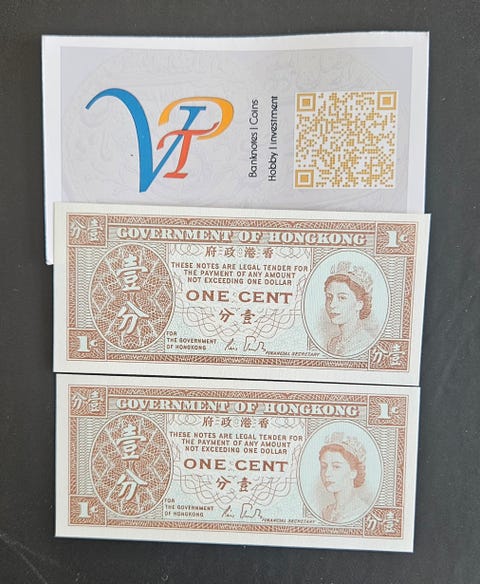 VIP
Banknotes | Coins
Hobby | investment
分壹
GOVERNMENT OF HONGKONG
1¢
府政港香
THESE NOTES ARE LEGAL TENDER FOR
THE PAYMENT OF ANY AMOUNT
NOT EXCEEDING ONE DOLLAR
ONE CENT
分壹
壹分
FOR
THE GOVERNMENT
OF HONGKONG
FINANCIAL SECRETARY
1¢
分壹
分壹
GOVERNMENT OF HONGKONG
1¢
府政港香
THESE NOTES ARE LEGAL TENDER FOR
THE PAYMENT OF ANY AMOUNT
NOT EXCEEDING ONE DOLLAR
ONE CENT
分壹
壹分
FOR
THE GOVERNMENT
OF HONGKONG
FINANCIAL SECRETARY
1¢
分壹